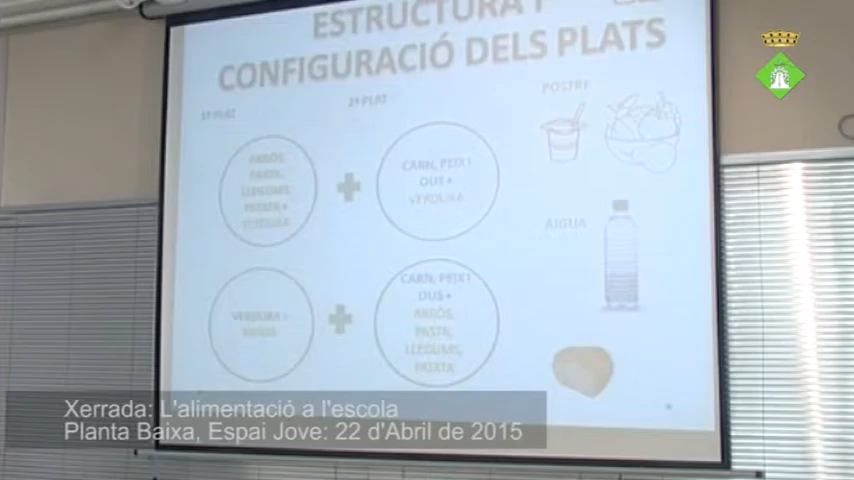 ESTRUCTURA I
CONFIGURACIÓ DELS PLATS
1R PLAT
2N PLAT
POSTRE
ARRÒS,
PASTA,
LLEGUMS,
PATATA +
VERDURA
CARN, PEIX I
OUS +
VERDURA
AIGUA
VERDURA +
CARN, PEIX I
OUS +
ARRÒS,
PASTA,
LLEGUMS,
PATATA
Xerrada: L'alimentació a l'escola
Planta Baixa, Espai Jove: 22 d'Abril de 2015